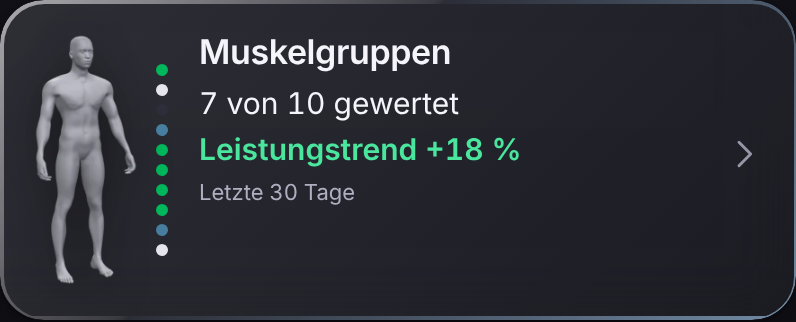 Muskelgruppen
7 von 10 gewertet
Leistungstrend +18 %
Letzte 30 Tage